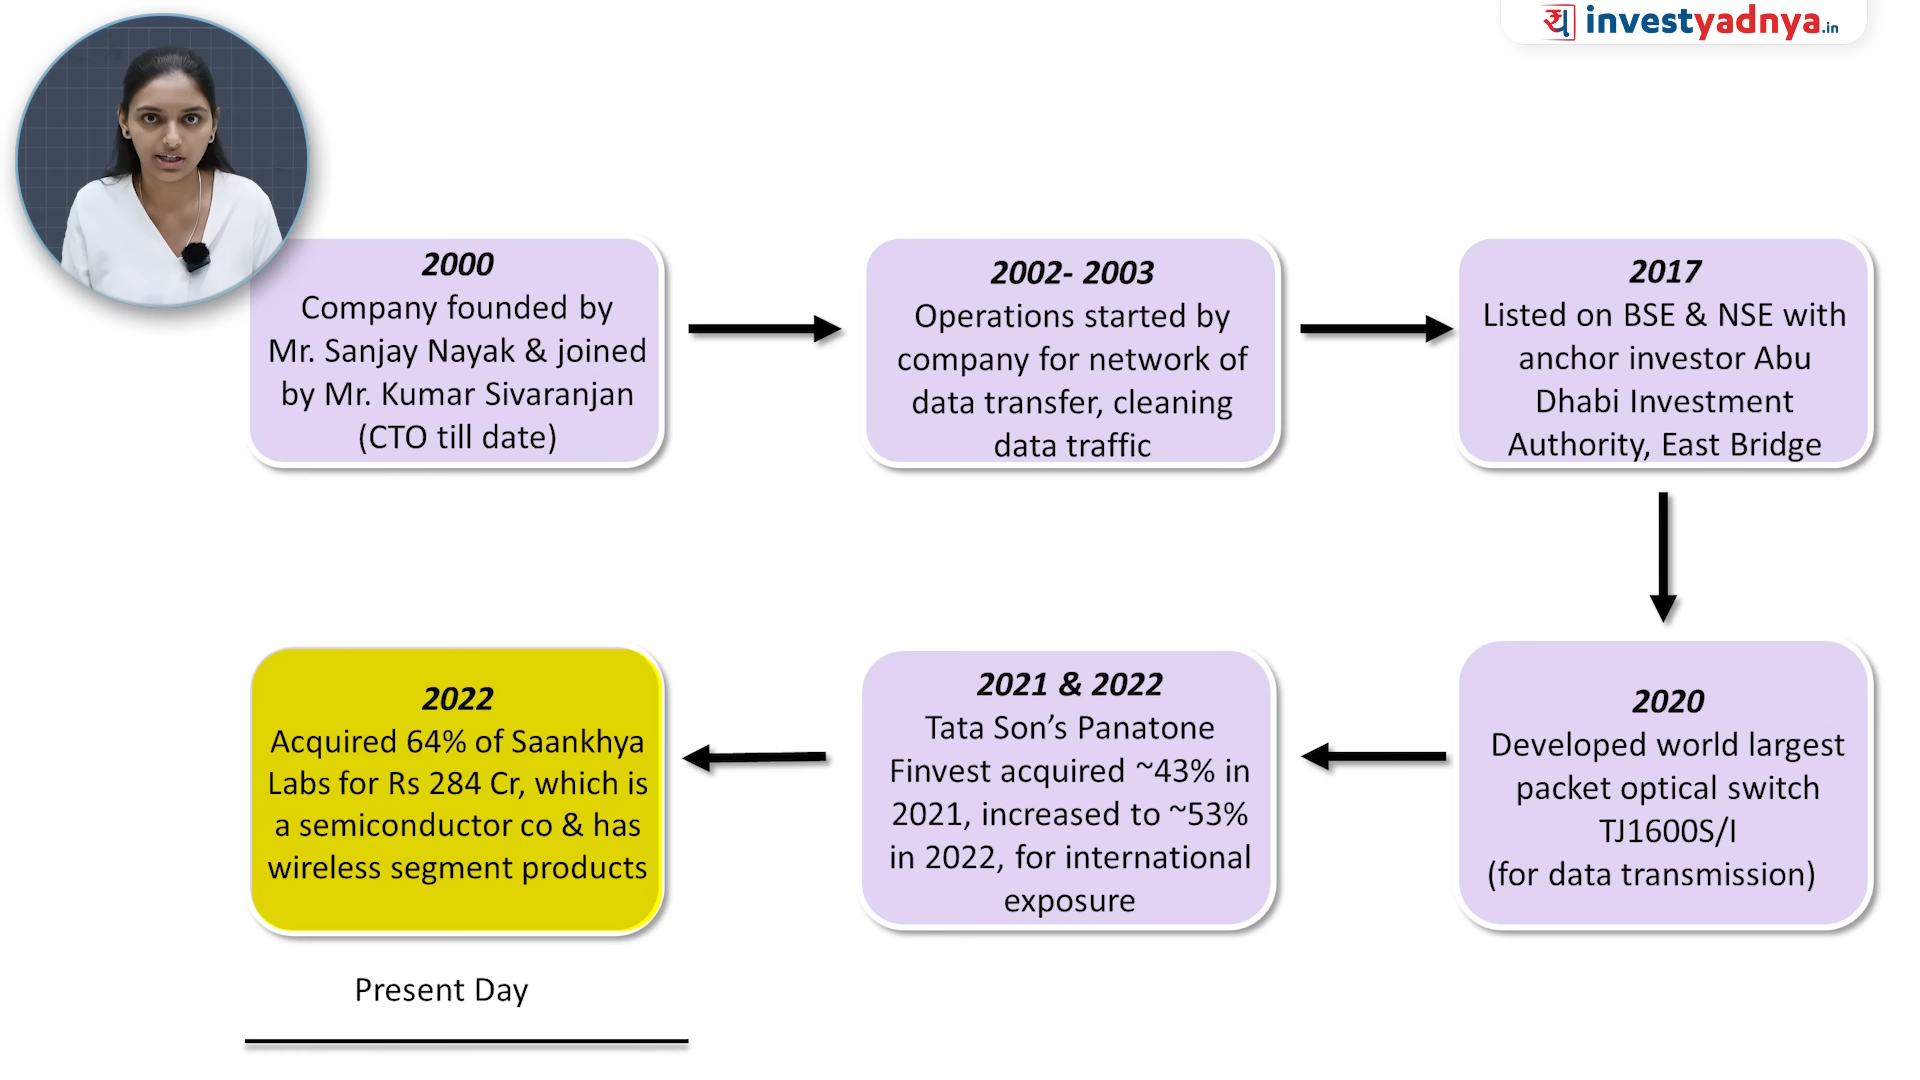 investyadnya.in
2000
Company founded by
Mr. Sanjay Nayak & joined
by Mr. Kumar Sivaranjan
(CTO till date)
2002- 2003
Operations started by
company for network of
data transfer, cleaning
data traffic
2017
Listed on BSE & NSE with
anchor investor Abu
Dhabi Investment
Authority, East Bridge
2020
Developed world largest
packet optical switch
TJ1600S/I
(for data transmission)
2021 & 2022
Tata Son’s Panatone
Finvest acquired ~43% in
2021, increased to ~53%
in 2022, for international
exposure
2022
Acquired 64% of Saankhya
Labs for Rs 284 Cr, which is
a semiconductor co & has
wireless segment products
Present Day